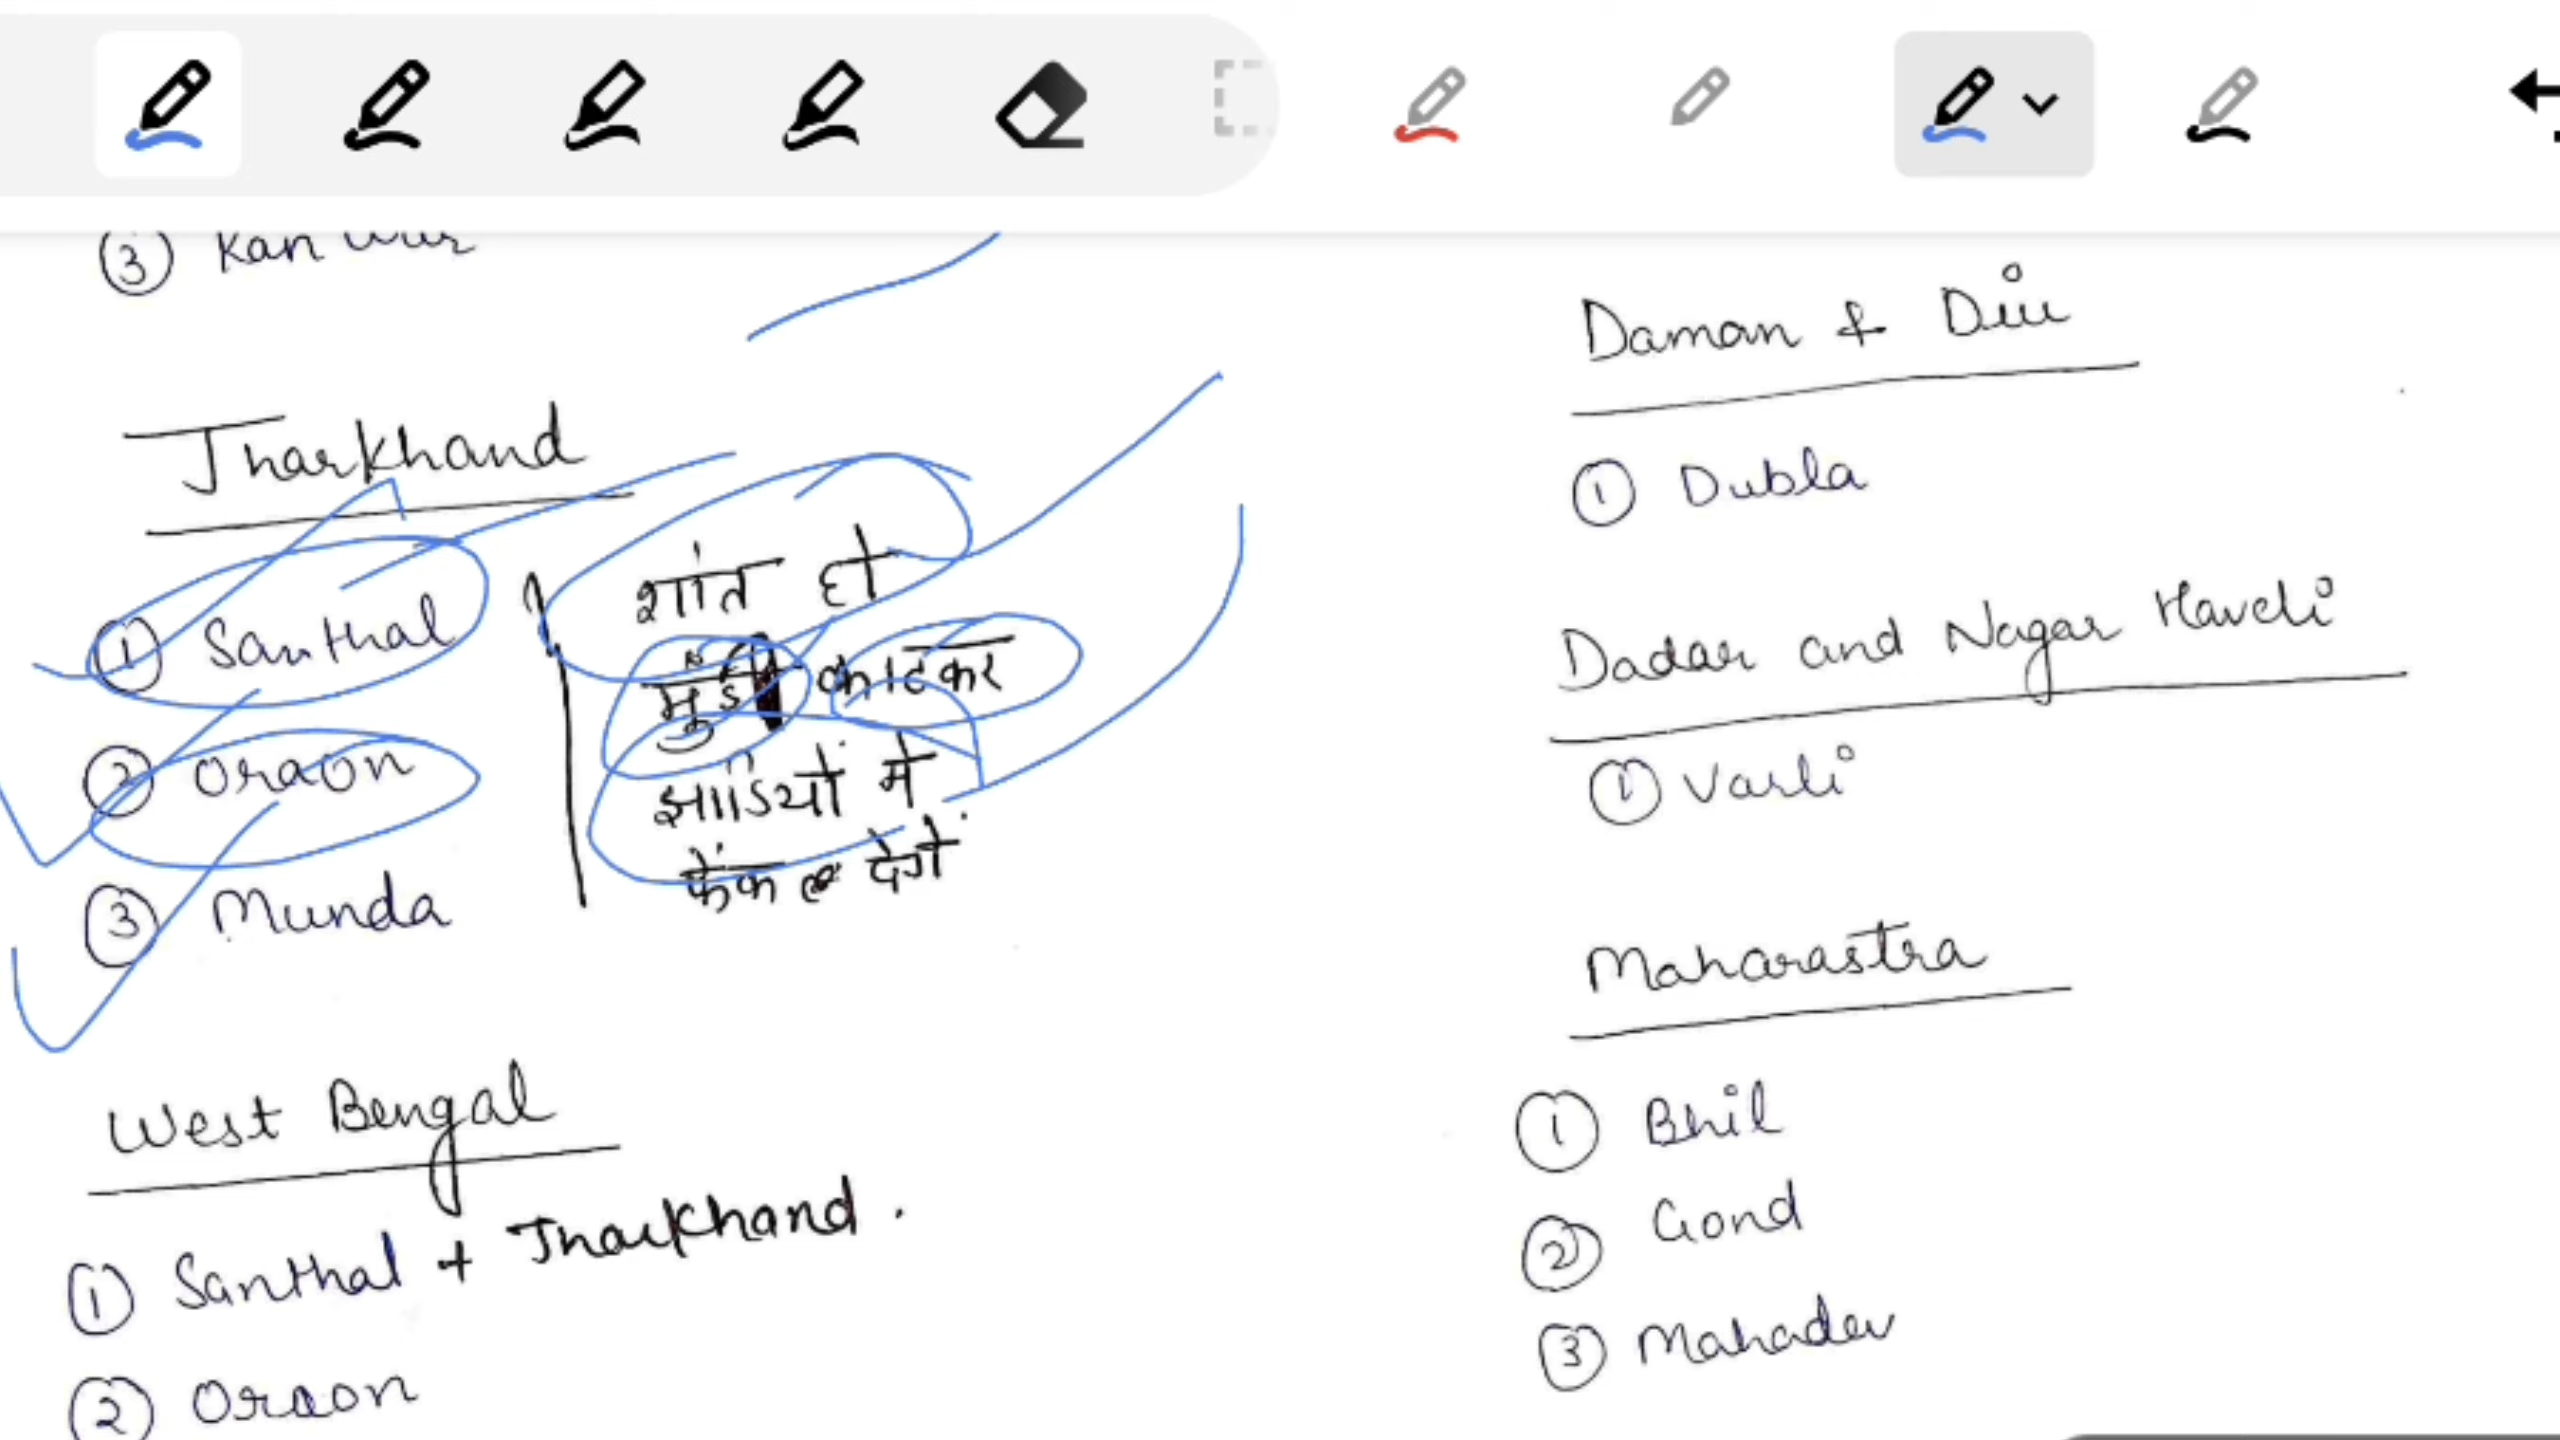 ③ Kanwar
Jharkhand
① Santhal
② Oraon
③ Munda
शांत हो
मुंडी काटकर
झाड़ियों में
फेंक देंगे
West Bengal
① Santhal + Jharkhand.
② Oraon
Daman & Diu
① Dubla
Dadar and Nagar Haveli
① Varli
Maharastra
① Bhil
② Gond
③ Mahadev